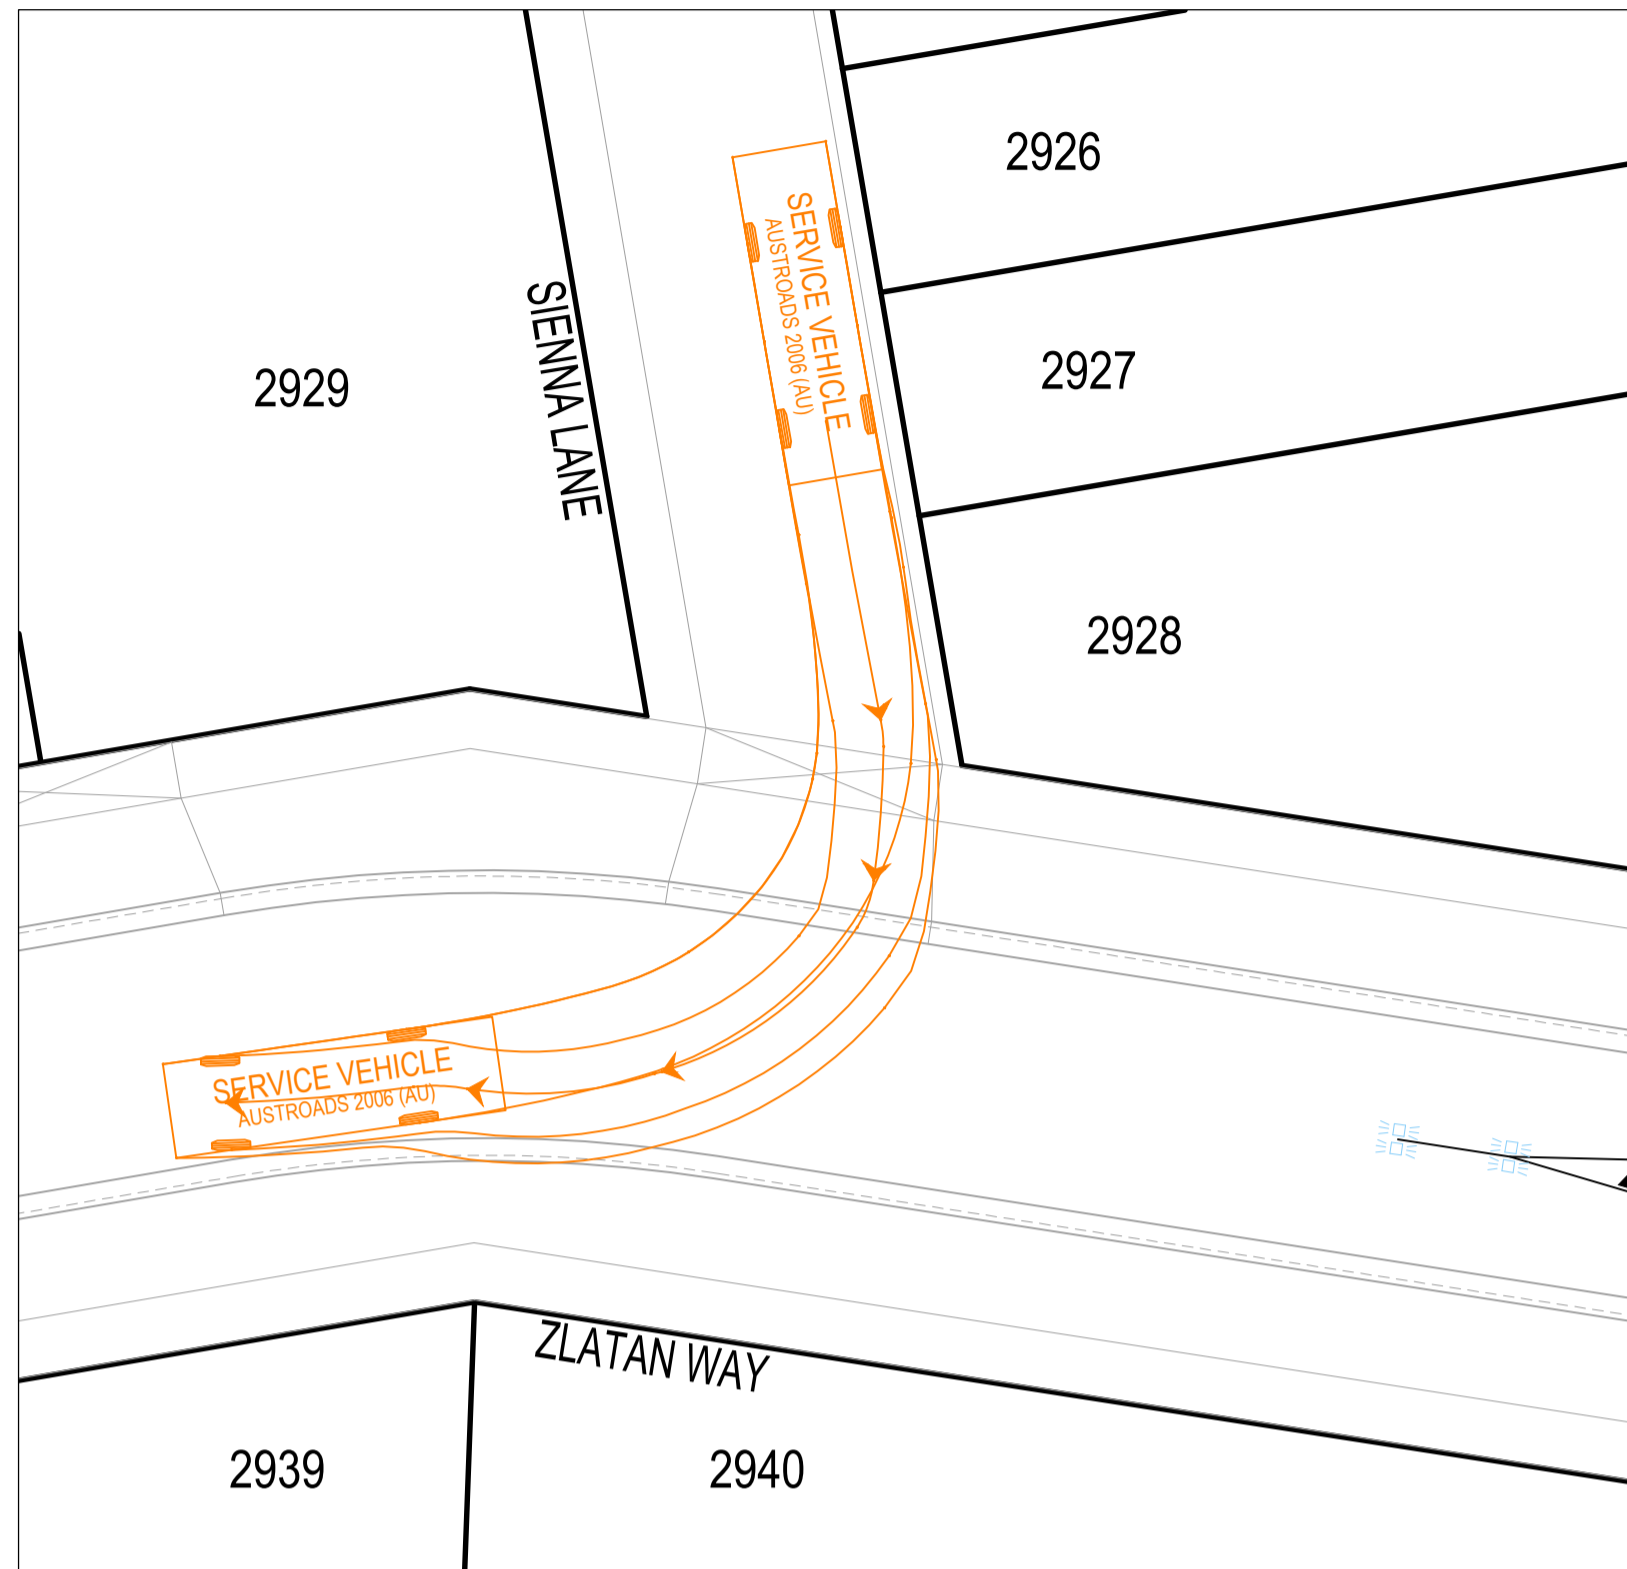 2926
SERVICE VEHICLE
AUSTROADS 2006 (AU)
SIENNA LANE
2929
2927
2928
SERVICE VEHICLE
AUSTROADS 2006 (AU)
ZLATAN WAY
2939
2940